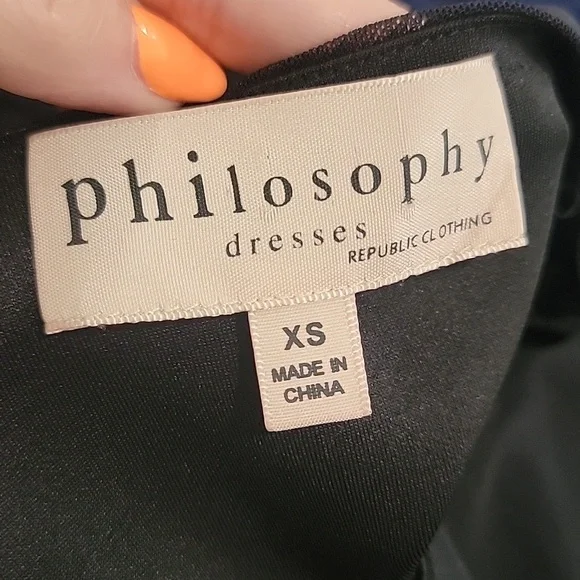 philosophy
dresses
REPUBLIC CLOTHING
XS
MADE IN
CHINA